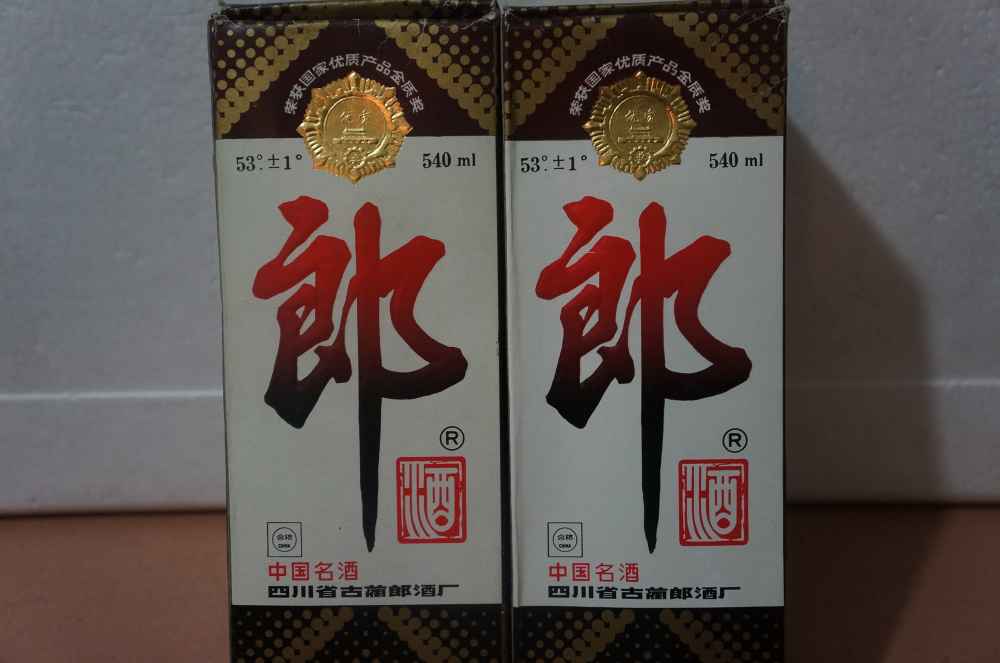 荣获国家优质产品金质奖
53°±1° 540 ml
郎
®
酒
CHINA
中国名酒
四川省古蔺郎酒厂
荣获国家优质产品金质奖
53°±1° 540 ml
郎
®
酒
CHINA
中国名酒
四川省古蔺郎酒厂